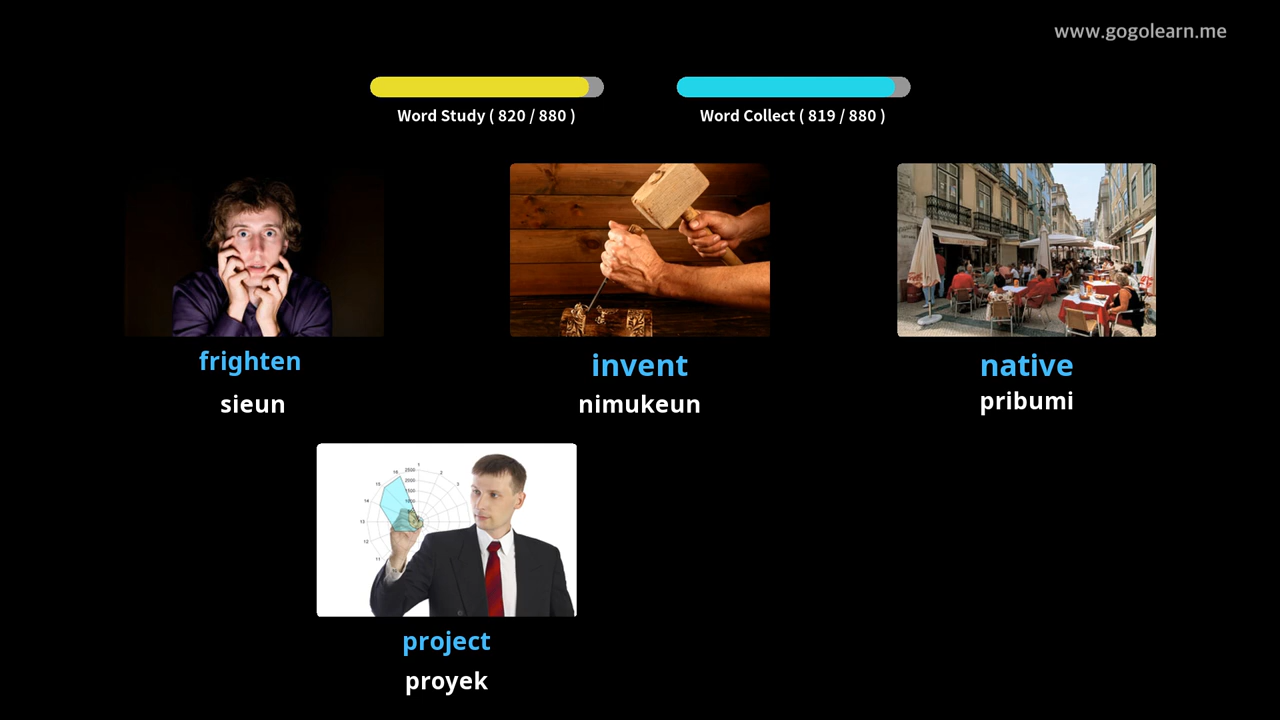 www.gogolearn.me
Word Study ( 820 / 880 )
Word Collect ( 819 / 880 )
frighten
sieun
invent
nimukeun
native
pribumi
project
proyek